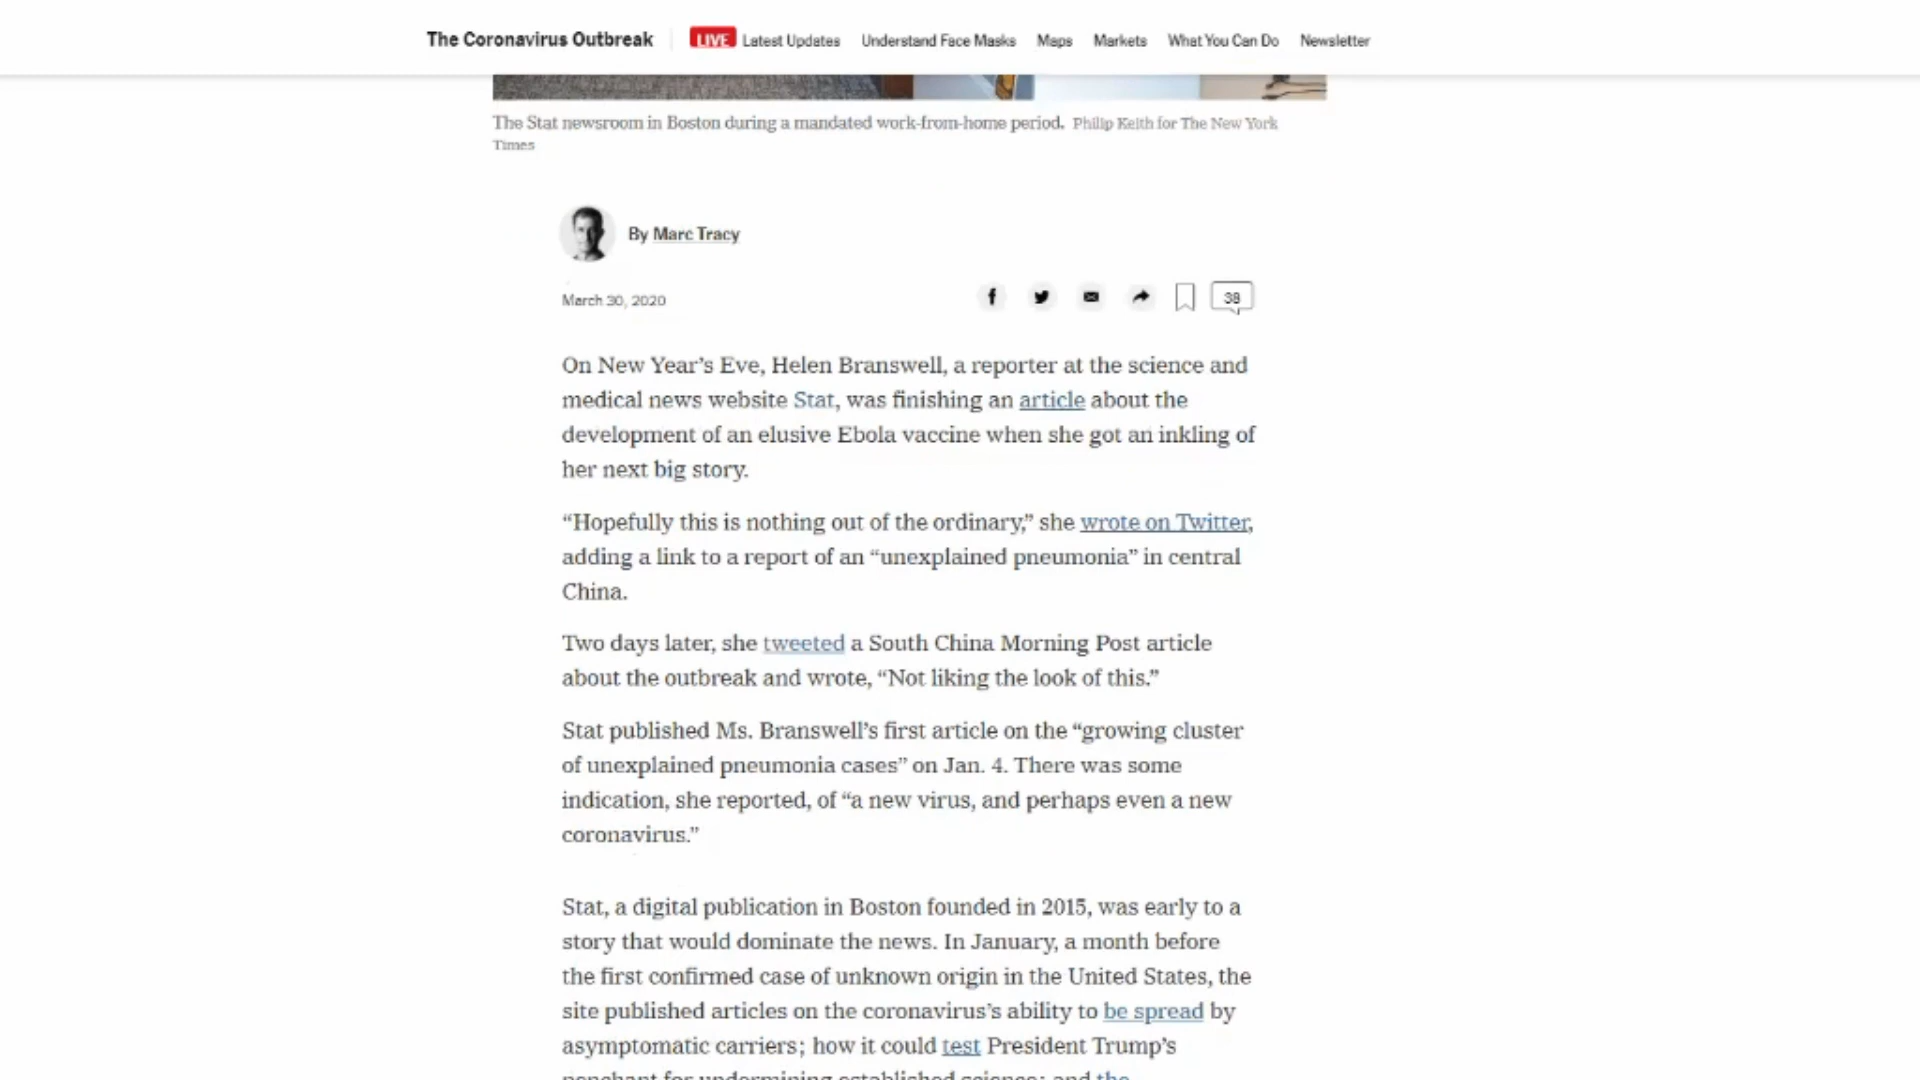 The Coronavirus Outbreak LIVE Latest Updates Understand Face Masks Maps Markets What You Can Do Newsletter
The Stat newsroom in Boston during a mandated work-from-home period. Philip Keith for The New York
Times
By Marc Tracy
March 30, 2020 38
On New Year’s Eve, Helen Branswell, a reporter at the science and
medical news website Stat, was finishing an article about the
development of an elusive Ebola vaccine when she got an inkling of
her next big story.
“Hopefully this is nothing out of the ordinary,” she wrote on Twitter,
adding a link to a report of an “unexplained pneumonia” in central
China.
Two days later, she tweeted a South China Morning Post article
about the outbreak and wrote, “Not liking the look of this.”
Stat published Ms. Branswell’s first article on the “growing cluster
of unexplained pneumonia cases” on Jan. 4. There was some
indication, she reported, of “a new virus, and perhaps even a new
coronavirus.”
Stat, a digital publication in Boston founded in 2015, was early to a
story that would dominate the news. In January, a month before
the first confirmed case of unknown origin in the United States, the
site published articles on the coronavirus’s ability to be spread by
asymptomatic carriers; how it could test President Trump’s
penchant for undermining established science; and the